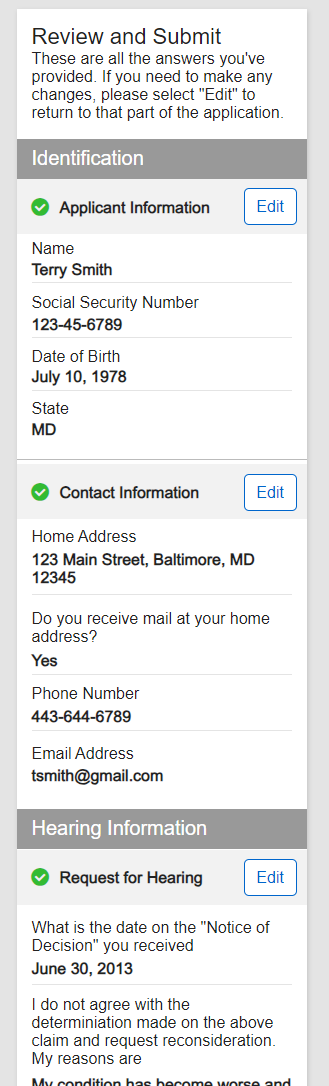 Review and Submit
These are all the answers you've
provided. If you need to make any
changes, please select "Edit" to
return to that part of the application.
Identification
Applicant Information Edit
Name
Terry Smith
Social Security Number
123-45-6789
Date of Birth
July 10, 1978
State
MD
Contact Information Edit
Home Address
123 Main Street, Baltimore, MD
12345
Do you receive mail at your home
address?
Yes
Phone Number
443-644-6789
Email Address
tsmith@gmail.com
Hearing Information
Request for Hearing Edit
What is the date on the "Notice of
Decision" you received
June 30, 2013
I do not agree with the
determiniation made on the above
claim and request reconsideration.
My reasons are
My condition has become worse and